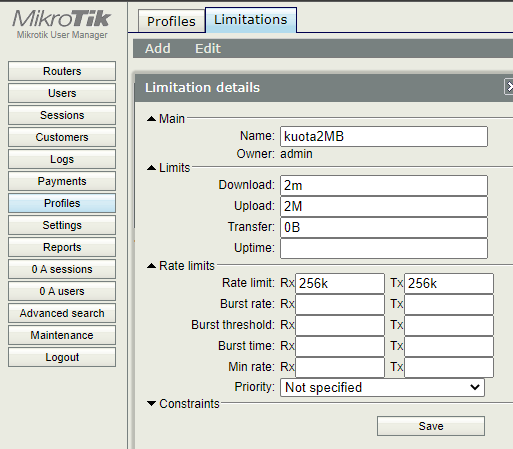 MikroTik
Mikrotik User Manager
Profiles
Limitations
Add Edit
Routers
Users
Sessions
Customers
Logs
Payments
Profiles
Settings
Reports
0 A sessions
0 A users
Advanced search
Maintenance
Logout
Limitation details
Main
Name: kuota2MB
Owner: admin
Limits
Download: 2m
Upload: 2M
Transfer: 0B
Uptime:
Rate limits
Rate limit: Rx 256k Tx 256k
Burst rate: Rx Tx
Burst threshold: Rx Tx
Burst time: Rx Tx
Min rate: Rx Tx
Priority: Not specified
Constraints
Save